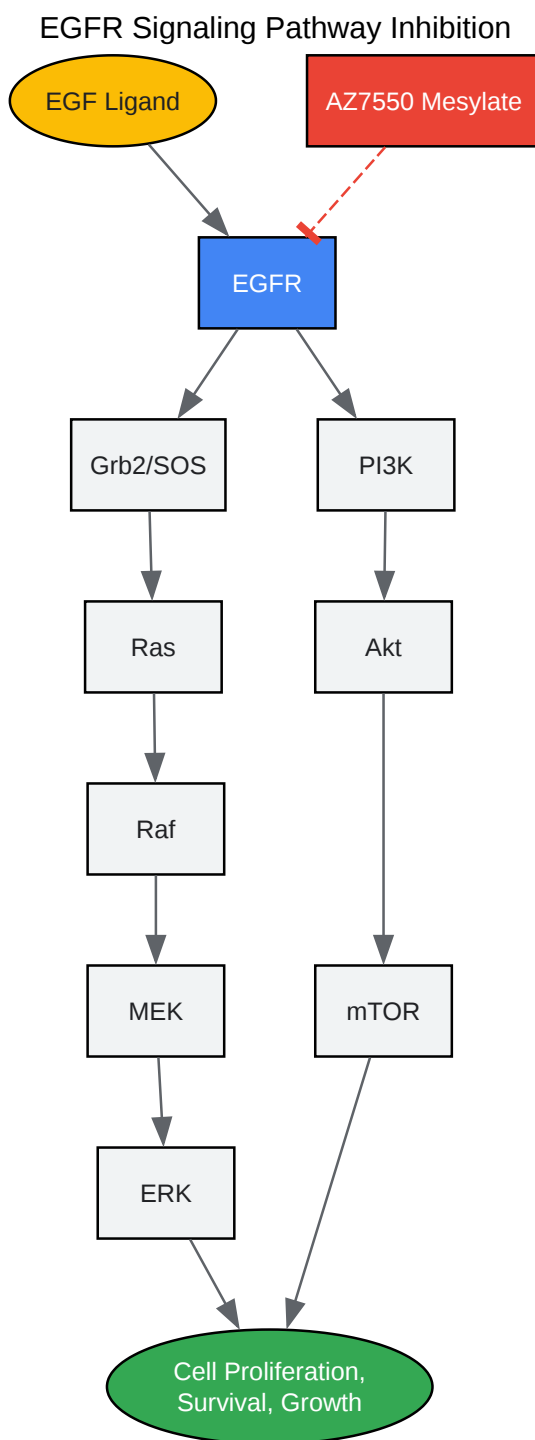 EGFR Signaling Pathway Inhibition
EGF Ligand
AZ7550 Mesylate
EGFR
Grb2/SOS
PI3K
Ras
Akt
Raf
MEK
mTOR
ERK
Cell Proliferation,
Survival, Growth